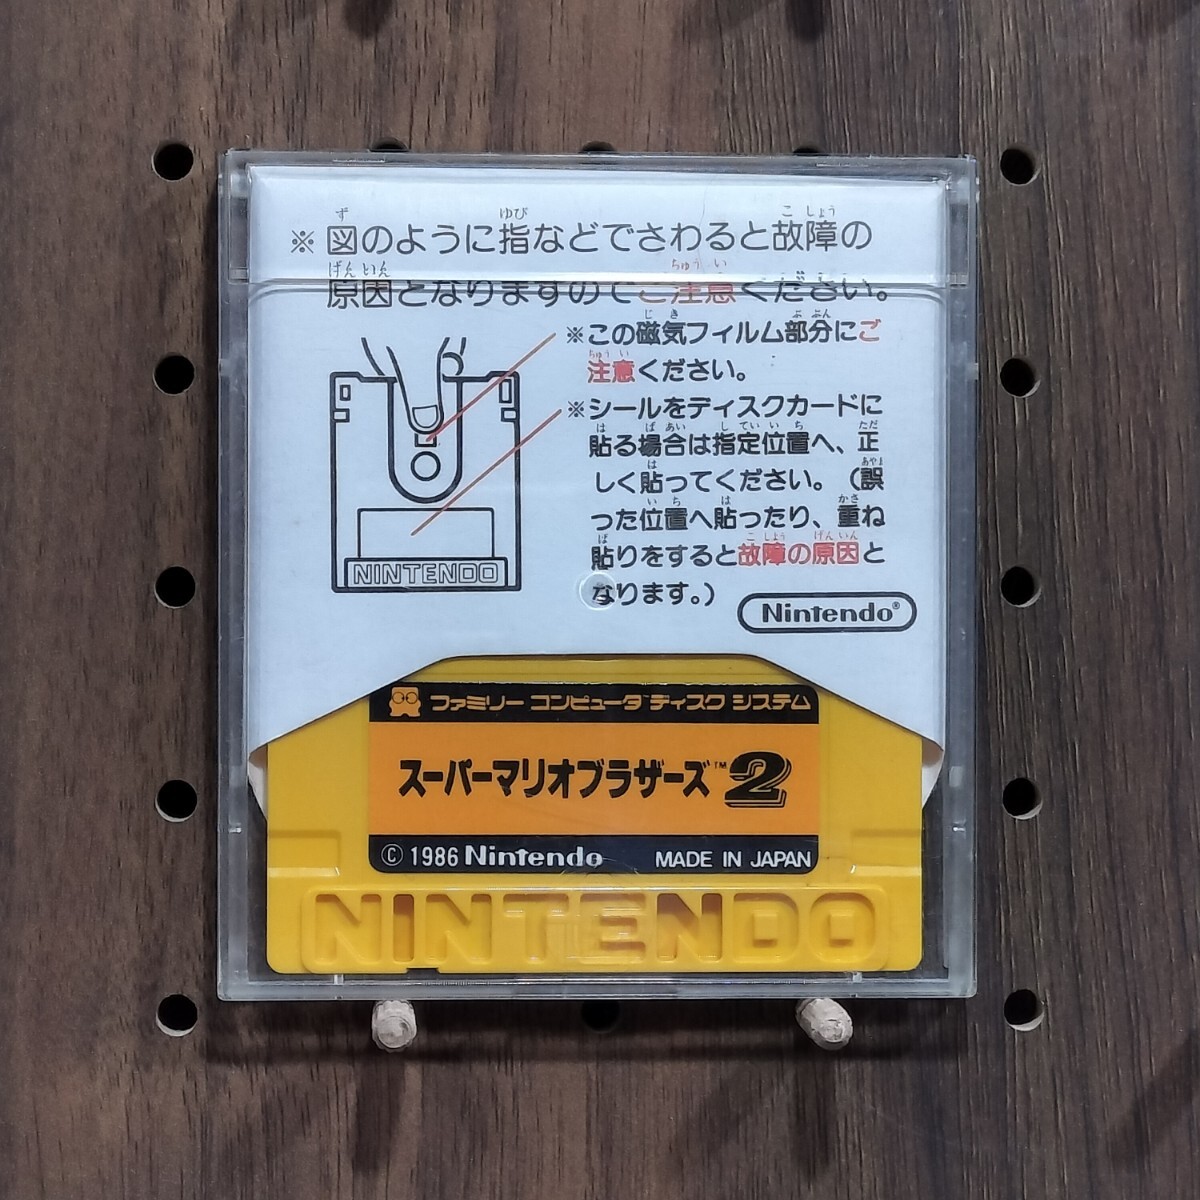 ※図のように指などでさわると故障の
原因となりますのでご注意ください。
※この磁気フィルム部分にご
注意ください。
※シールをディスクカードに
貼る場合は指定位置へ、正
しく貼ってください。(誤
った位置へ貼ったり、重ね
貼りをすると故障の原因と
なります。)
NINTENDO
Nintendo®
ファミリー コンピュータ™ ディスク システム
スーパーマリオブラザーズ™2
© 1986 Nintendo MADE IN JAPAN
NINTENDO